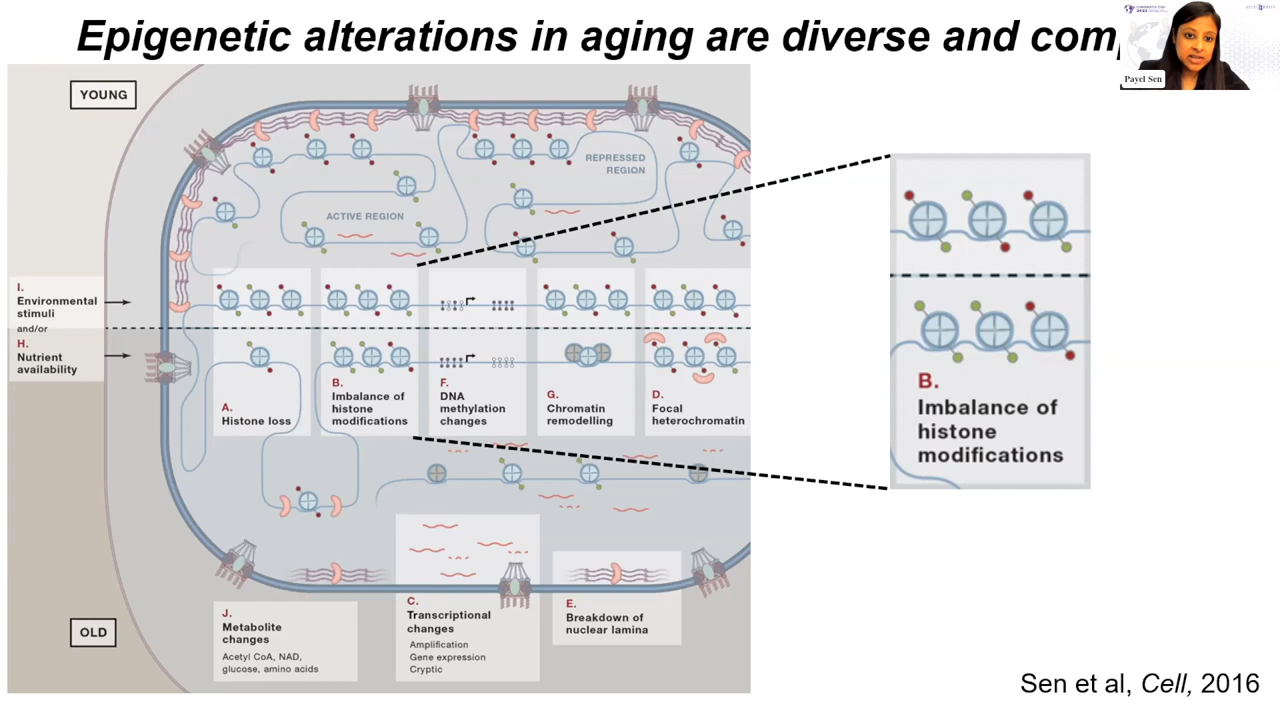 Epigenetic alterations in aging are diverse and com
Payel Sen
YOUNG
REPRESSED
REGION
ACTIVE REGION
I.
Environmental
stimuli
and/or
H.
Nutrient
availability
A.
Histone loss
B.
Imbalance of
histone
modifications
F.
DNA
methylation
changes
G.
Chromatin
remodelling
D.
Focal
heterochromatin
B.
Imbalance of
histone
modifications
OLD
J.
Metabolite
changes
Acetyl CoA, NAD,
glucose, amino acids
C.
Transcriptional
changes
Amplification
Gene expression
Cryptic
E.
Breakdown of
nuclear lamina
Sen et al, Cell, 2016